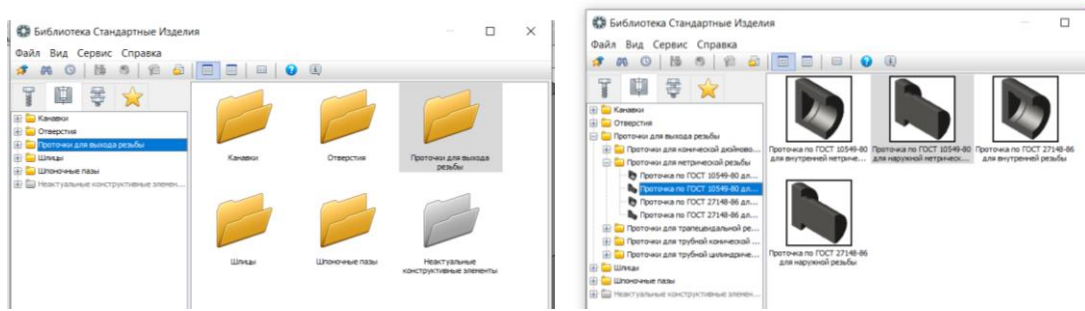 Библиотека Стандартные Изделия
Файл Вид Сервис Справка
Канавки
Отверстия
Проточки для выхода резьбы
Шлицы
Шпоночные пазы
Неактуальные конструктивные элемен...
Канавки
Отверстия
Проточки для выхода
резьбы
Шлицы
Шпоночные пазы
Неактуальные
конструктивные элементы
Библиотека Стандартные Изделия
Файл Вид Сервис Справка
Канавки
Отверстия
Проточки для выхода резьбы
Проточки для конической дюймово...
Проточки для метрической резьбы
Проточка по ГОСТ 10549-80 дл...
Проточка по ГОСТ 10549-80 дл...
Проточка по ГОСТ 27148-86 дл...
Проточка по ГОСТ 27148-86 дл...
Проточки для трапецеидальной ре...
Проточки для трубной конической ...
Проточки для трубной цилиндриче...
Шлицы
Шпоночные пазы
Неактуальные конструктивные элемен...
Проточка по ГОСТ 10549-80
для внутренней метриче...
Проточка по ГОСТ 10549-80
для наружной метрическ...
Проточка по ГОСТ 27148-86
для внутренней резьбы
Проточка по ГОСТ 27148-86
для наружной резьбы